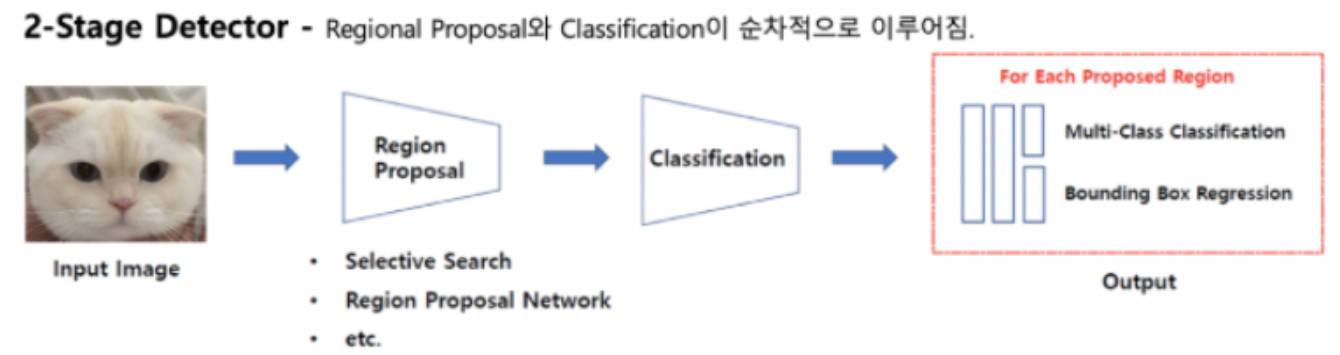 2-Stage Detector - Regional Proposal와 Classification이 순차적으로 이루어짐.
Input Image
Region
Proposal
• Selective Search
• Region Proposal Network
• etc.
Classification
For Each Proposed Region
Multi-Class Classification
Bounding Box Regression
Output